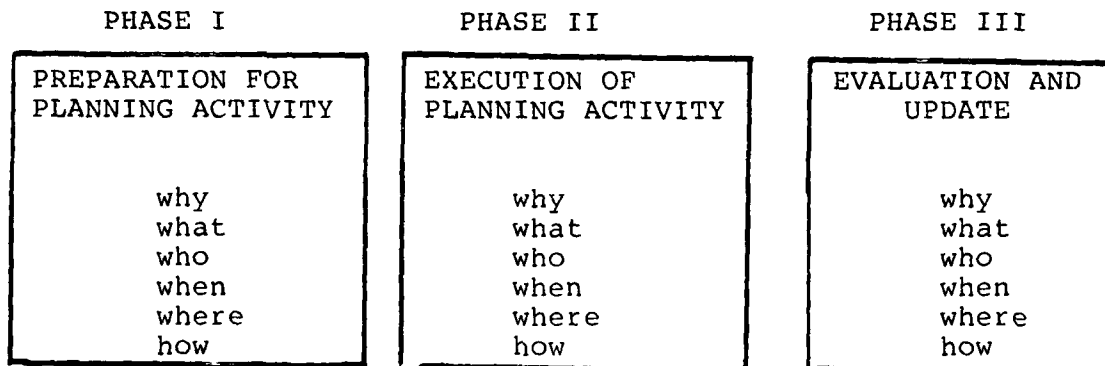 PHASE I
PREPARATION FOR
PLANNING ACTIVITY
why
what
who
when
where
how
PHASE II
EXECUTION OF
PLANNING ACTIVITY
why
what
who
when
where
how
PHASE III
EVALUATION AND
UPDATE
why
what
who
when
where
how